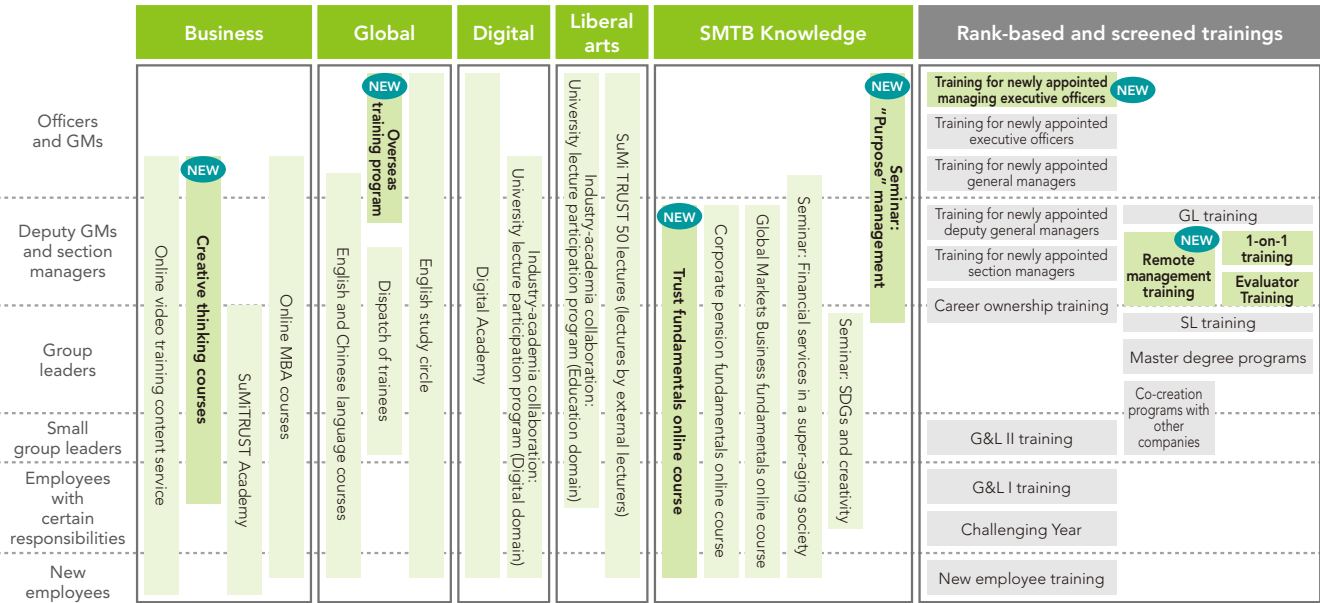 Business
Global
Digital
Liberal
arts
SMTB Knowledge
Rank-based and screened trainings
Officers
and GMs
Deputy GMs
and section
managers
Group
leaders
Small
group leaders
Employees
with
certain
responsibilities
New
employees
Online video training content service
NEW
Creative thinking courses
SuMiTRUST Academy
Online MBA courses
English and Chinese language courses
NEW
Overseas
training program
Dispatch of trainees
English study circle
Digital Academy
Industry-academia collaboration:
University lecture participation program (Digital domain)
Industry-academia collaboration:
University lecture participation program (Education domain)
SuMi TRUST 50 lectures (lectures by external lecturers)
NEW
Trust fundamentals online course
Corporate pension fundamentals online course
Global Markets Business fundamentals online course
Seminar: Financial services in a super-aging society
Seminar: SDGs and creativity
NEW
Seminar:
"Purpose" management
Training for newly appointed
managing executive officers
NEW
Training for newly appointed
executive officers
Training for newly appointed
general managers
Training for newly appointed
deputy general managers
Training for newly appointed
section managers
Career ownership training
GL training
NEW
Remote
management
training
1-on-1
training
Evaluator
Training
SL training
Master degree programs
Co-creation
programs with
other
companies
G&L II training
G&L I training
Challenging Year
New employee training